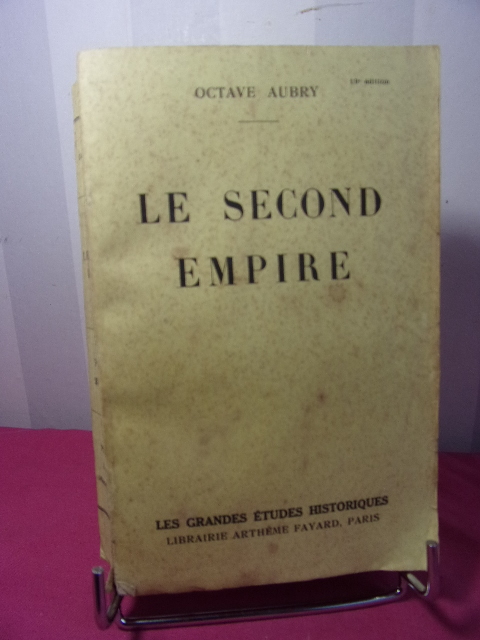 OCTAVE AUBRY
LE SECOND
EMPIRE
LES GRANDES ÉTUDES HISTORIQUES
LIBRAIRIE ARTHÈME FAYARD, PARIS